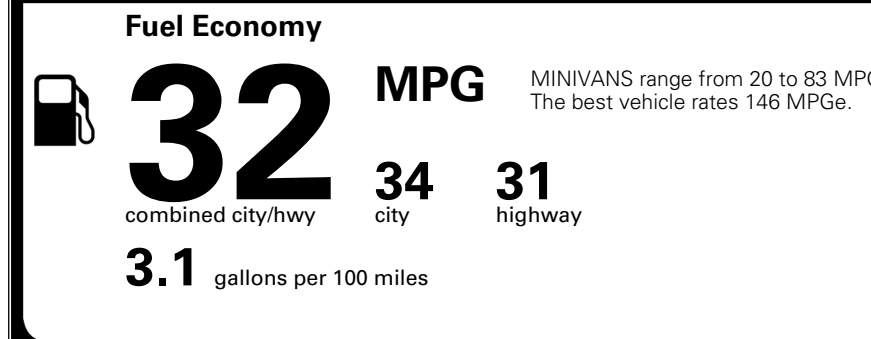 Fuel Economy
32
MPG
MINIVANS range from 20 to 83 MPG
The best vehicle rates 146 MPGe.
34
31
combined city/hwy
city
highway
3.1 gallons per 100 miles